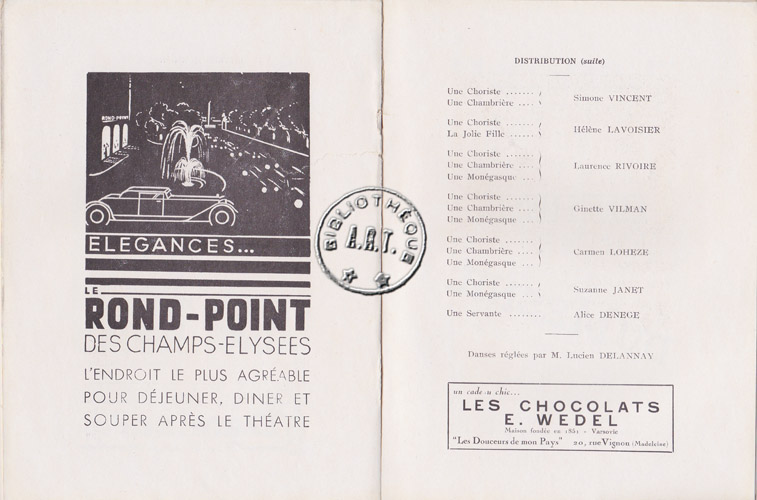 ROND-POINT
ELEGANCES...
LE
ROND-POINT
DES CHAMPS-ELYSEES
L'ENDROIT LE PLUS AGRÉABLE
POUR DÉJEUNER, DINER ET
SOUPER APRÈS LE THÉATRE
BIBLIOTHÈQUE
A.R.T.
DISTRIBUTION (suite)
Une Choriste .......
Une Chambrière ....
Simone VINCENT
Une Choriste .......
La Jolie Fille ......
Hélène LAVOISIER
Une Choriste .......
Une Chambrière ....
Une Monégasque ...
Laurence RIVOIRE
Une Choriste .......
Une Chambrière ....
Une Monégasque ...
Ginette VILMAN
Une Choriste .......
Une Chambrière ....
Une Monégasque ...
Carmen LOHEZE
Une Choriste .......
Une Monégasque ...
Suzanne JANET
Une Servante ........
Alice DENEGE
Danses réglées par M. Lucien DELANNAY
un cadeau chic...
LES CHOCOLATS
E. WEDEL
Maison fondée en 1851 - Varsovie
"Les Douceurs de mon Pays" 20, rue Vignon (Madeleine)